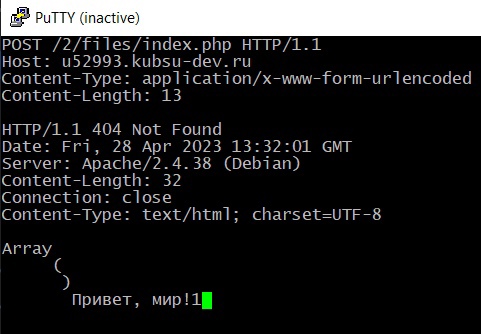 PuTTY (inactive)
POST /2/files/index.php HTTP/1.1
Host: u52993.kubsu-dev.ru
Content-Type: application/x-www-form-urlencoded
Content-Length: 13
HTTP/1.1 404 Not Found
Date: Fri, 28 Apr 2023 13:32:01 GMT
Server: Apache/2.4.38 (Debian)
Content-Length: 32
Connection: close
Content-Type: text/html; charset=UTF-8
Array
(
)
Привет, мир!1